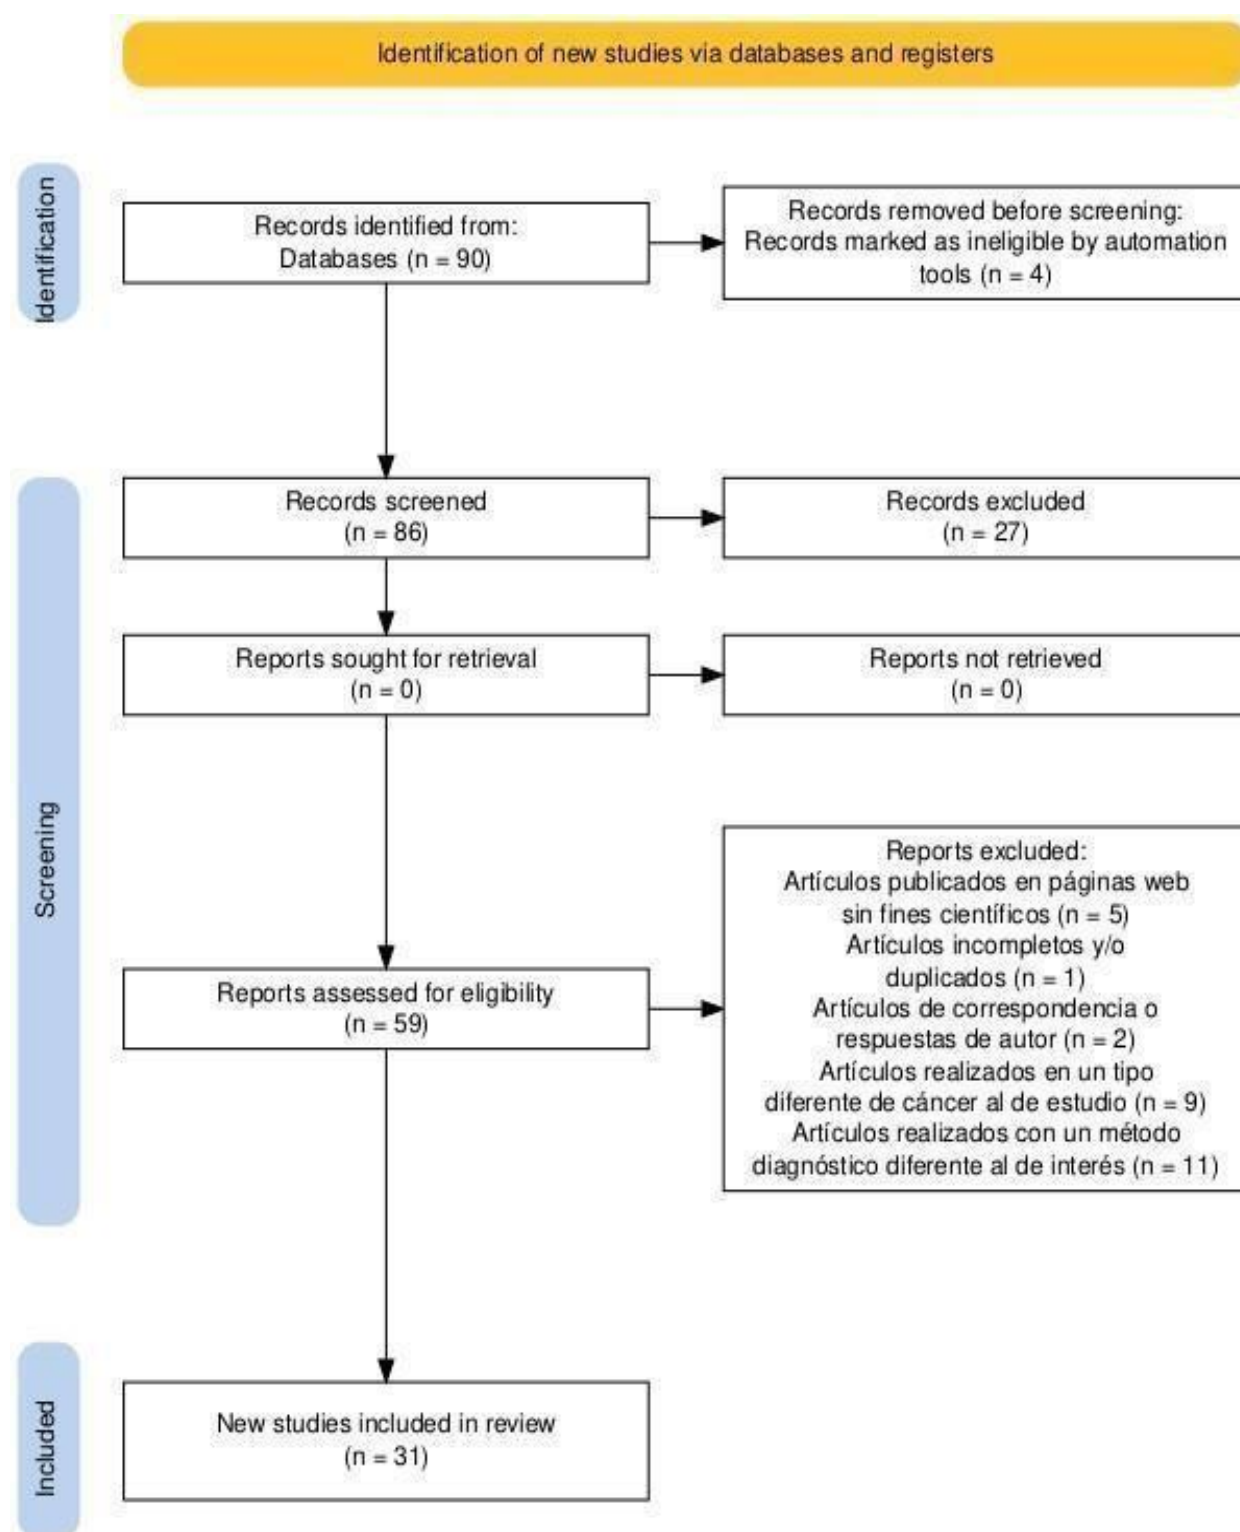 Identification of new studies via databases and registers
Identification
Records identified from:
Databases (n = 90)
Records removed before screening:
Records marked as ineligible by automation
tools (n = 4)
Screening
Records screened
(n = 86)
Records excluded
(n = 27)
Reports sought for retrieval
(n = 0)
Reports not retrieved
(n = 0)
Reports assessed for eligibility
(n = 59)
Reports excluded:
Artículos publicados en páginas web
sin fines científicos (n = 5)
Artículos incompletos y/o
duplicados (n = 1)
Artículos de correspondencia o
respuestas de autor (n = 2)
Artículos realizados en un tipo
diferente de cáncer al de estudio (n = 9)
Artículos realizados con un método
diagnóstico diferente al de interés (n = 11)
Included
New studies included in review
(n = 31)